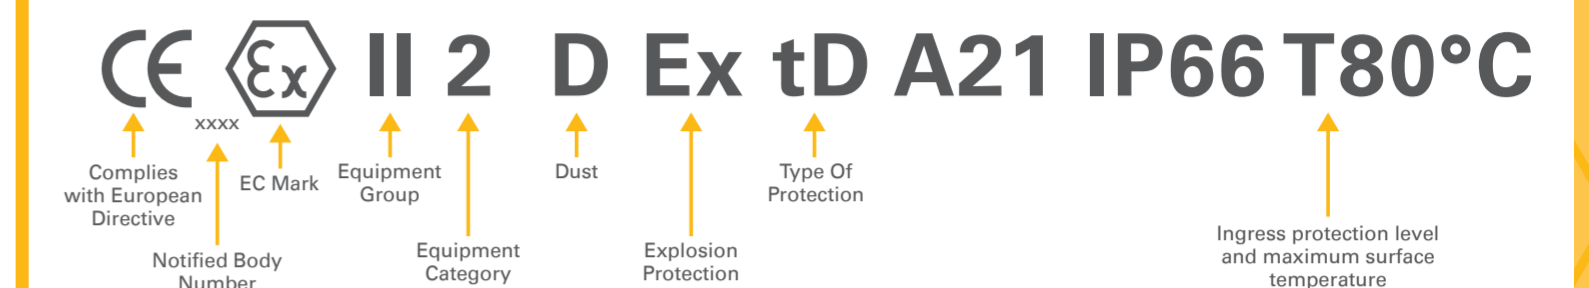 CE Ex II 2 D Ex tD A21 IP66 T80°C
xxxx
Complies
with European
Directive
Notified Body
Number
EC Mark
Equipment
Group
Equipment
Category
Dust
Explosion
Protection
Type Of
Protection
Ingress protection level
and maximum surface
temperature